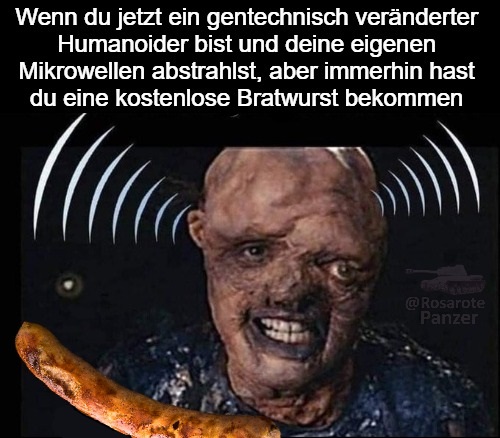 Wenn du jetzt ein gentechnisch veränderter
Humanoider bist und deine eigenen
Mikrowellen abstrahlst, aber immerhin hast
du eine kostenlose Bratwurst bekommen
@Rosarote
Panzer